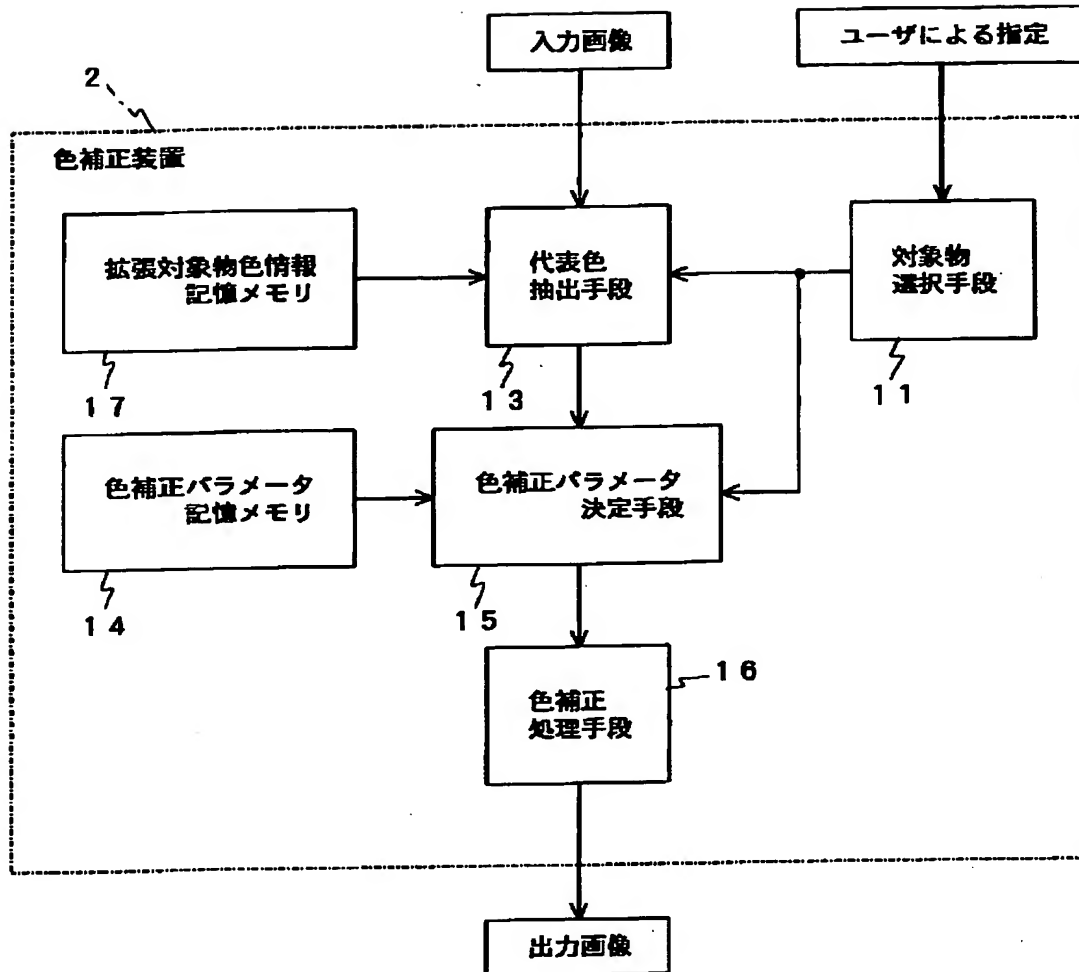 入力画像
ユーザによる指定
2
色補正装置
拡張対象物色情報
記憶メモリ
代表色
抽出手段
対象物
選択手段
17
13
11
色補正パラメータ
記憶メモリ
色補正パラメータ
決定手段
14
15
色補正
処理手段
16
出力画像